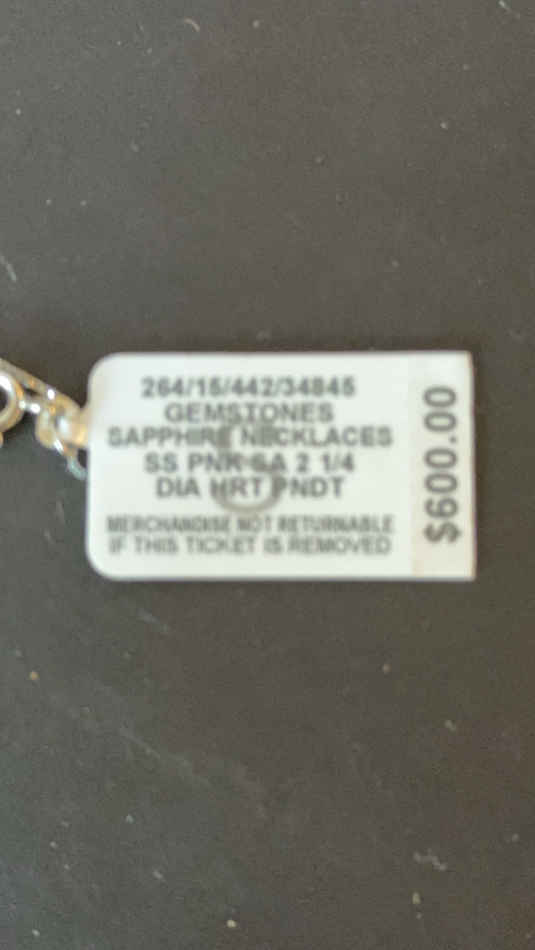 264/15/442/34845
GEMSTONES
SAPPHIRE NECKLACES
SS PNK SA 2 1/4
DIA HRT PNDT
MERCHANDISE NOT RETURNABLE
IF THIS TICKET IS REMOVED
$600.00